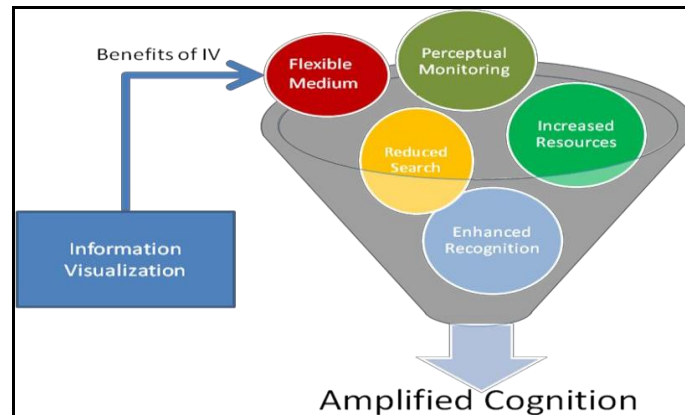 Benefits of IV
Flexible
Medium
Perceptual
Monitoring
Increased
Resources
Reduced
Search
Enhanced
Recognition
Information
Visualization
Amplified Cognition